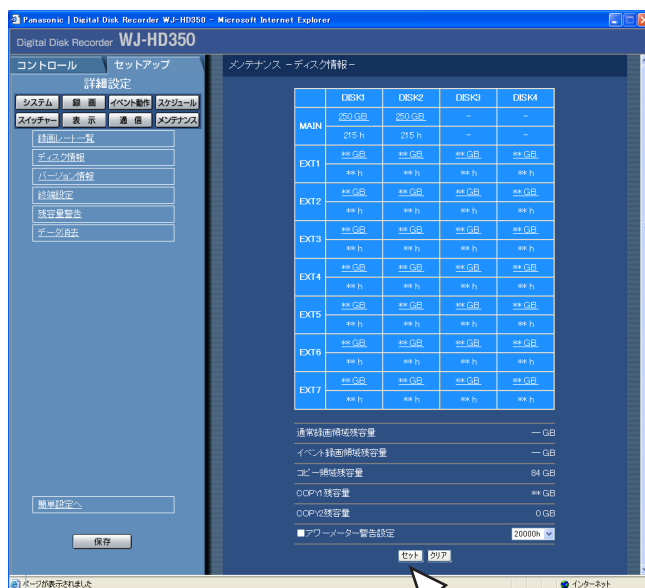 Panasonic | Digital Disk Recorder WJ-HD350 - Microsoft Internet Explorer
Digital Disk Recorder WJ-HD350
コントロール セットアップ
メンテナンス －ディスク情報－
詳細設定
システム 録 画 イベント動作 スケジュール
スイッチャー 表 示 通 信 メンテナンス
録画レート一覧
ディスク情報
バージョン情報
終端設定
残容量警告
データ消去
簡単設定へ
保存
DISK1 DISK2 DISK3 DISK4
MAIN 250 GB 250 GB － －
215 h 215 h － －
EXT1 ** GB ** GB ** GB ** GB
** h ** h ** h ** h
EXT2 ** GB ** GB ** GB ** GB
** h ** h ** h ** h
EXT3 ** GB ** GB ** GB ** GB
** h ** h ** h ** h
EXT4 ** GB ** GB ** GB ** GB
** h ** h ** h ** h
EXT5 ** GB ** GB ** GB ** GB
** h ** h ** h ** h
EXT6 ** GB ** GB ** GB ** GB
** h ** h ** h ** h
EXT7 ** GB ** GB ** GB ** GB
** h ** h ** h ** h
通常録画領域残容量 --- GB
イベント録画領域残容量 --- GB
コピー領域残容量 84 GB
COPY1残容量 ** GB
COPY2残容量 0 GB
■アワーメーター警告設定 20000h
セット クリア
ページが表示されました インターネット